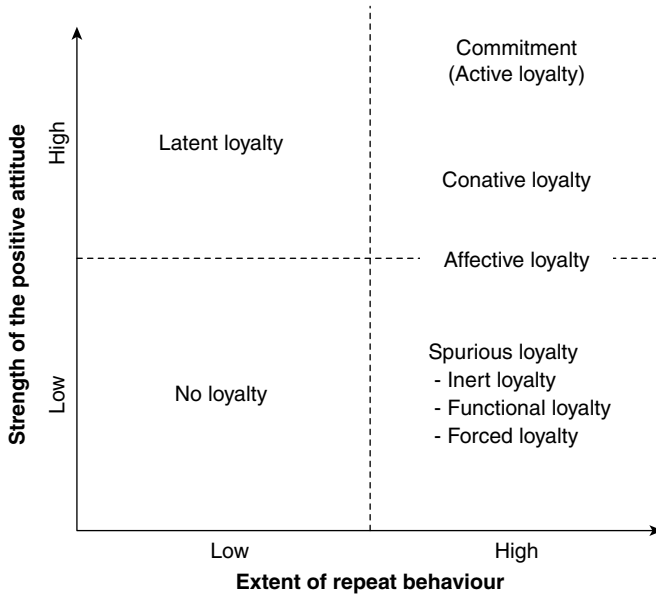 Commitment
(Active loyalty)
Latent loyalty
Conative loyalty
Affective loyalty
Spurious loyalty
- Inert loyalty
- Functional loyalty
- Forced loyalty
No loyalty
Strength of the positive attitude
High
Low
Low
High
Extent of repeat behaviour